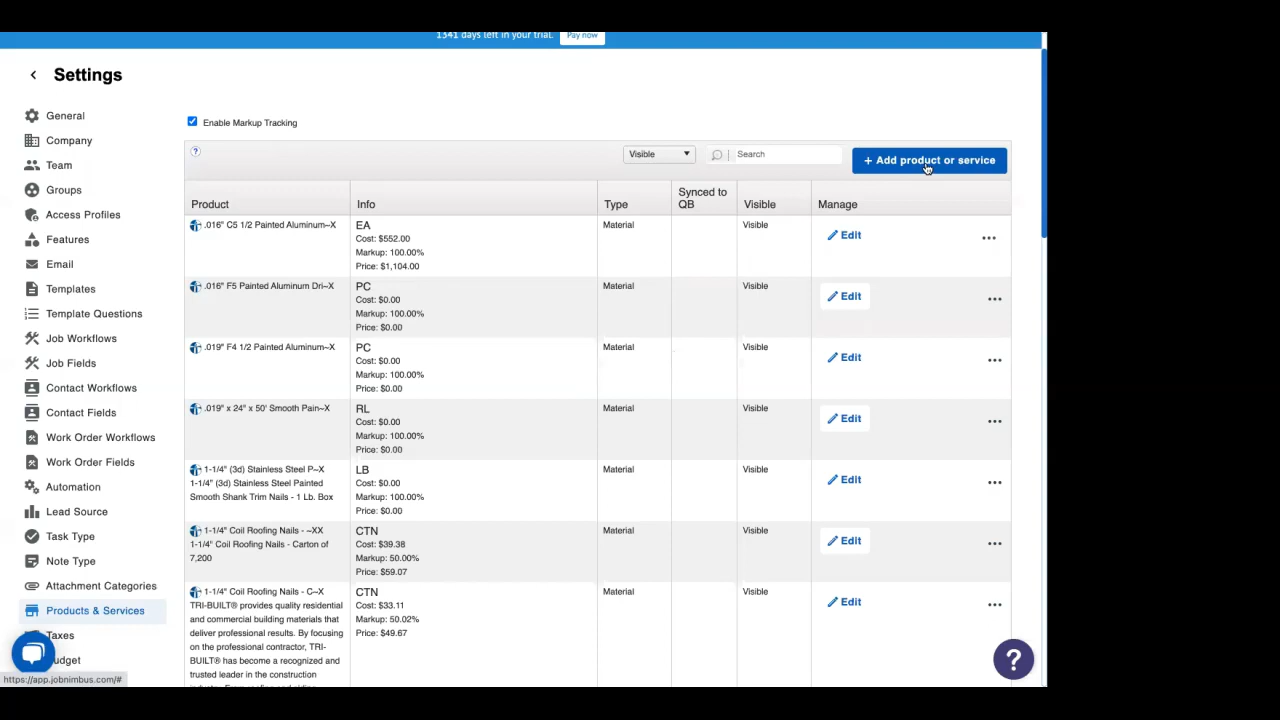 1341 days left in your trial. Pay now
Settings
General
Company
Team
Groups
Access Profiles
Features
Email
Templates
Template Questions
Job Workflows
Job Fields
Contact Workflows
Contact Fields
Work Order Workflows
Work Order Fields
Automation
Lead Source
Task Type
Note Type
Attachment Categories
Products & Services
Taxes
udget
https://app.jobnimbus.com/#
Enable Markup Tracking
? Visible Search + Add product or service
Product Info Type Synced to QB Visible Manage
.016" C5 1/2 Painted Aluminum~X EA Material Visible Edit
Cost: $552.00
Markup: 100.00%
Price: $1,104.00
.016" F5 Painted Aluminum Dri~X PC Material Visible Edit
Cost: $0.00
Markup: 100.00%
Price: $0.00
.019" F4 1/2 Painted Aluminum~X PC Material Visible Edit
Cost: $0.00
Markup: 100.00%
Price: $0.00
.019" x 24" x 50' Smooth Pain~X RL Material Visible Edit
Cost: $0.00
Markup: 100.00%
Price: $0.00
1-1/4" (3d) Stainless Steel P~X LB Material Visible Edit
1-1/4" (3d) Stainless Steel Painted Cost: $0.00
Smooth Shank Trim Nails - 1 Lb. Box Markup: 100.00%
Price: $0.00
1-1/4" Coil Roofing Nails - ~XX CTN Material Visible Edit
1-1/4" Coil Roofing Nails - Carton of Cost: $39.38
7,200 Markup: 50.00%
Price: $59.07
1-1/4" Coil Roofing Nails - C~X CTN Material Visible Edit
TRI-BUILT® provides quality residential Cost: $33.11
and commercial building materials that Markup: 50.02%
deliver professional results. By focusing Price: $49.67
on the professional contractor, TRI-
BUILT® has become a recognized and
trusted leader in the construction
?